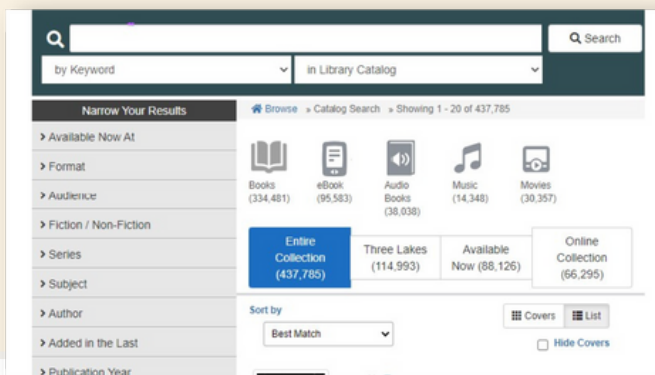 Search
by Keyword
in Library Catalog
Narrow Your Results
Browse » Catalog Search » Showing 1 - 20 of 437,785
Available Now At
Format
Audience
Fiction / Non-Fiction
Series
Subject
Author
Added in the Last
Publication Year
Books
(334,481)
eBook
(95,583)
Audio
Books
(38,038)
Music
(14,348)
Movies
(30,357)
Entire
Collection
(437,785)
Three Lakes
(114,993)
Available
Now (88,126)
Online
Collection
(66,295)
Sort by
Covers
List
Best Match
Hide Covers